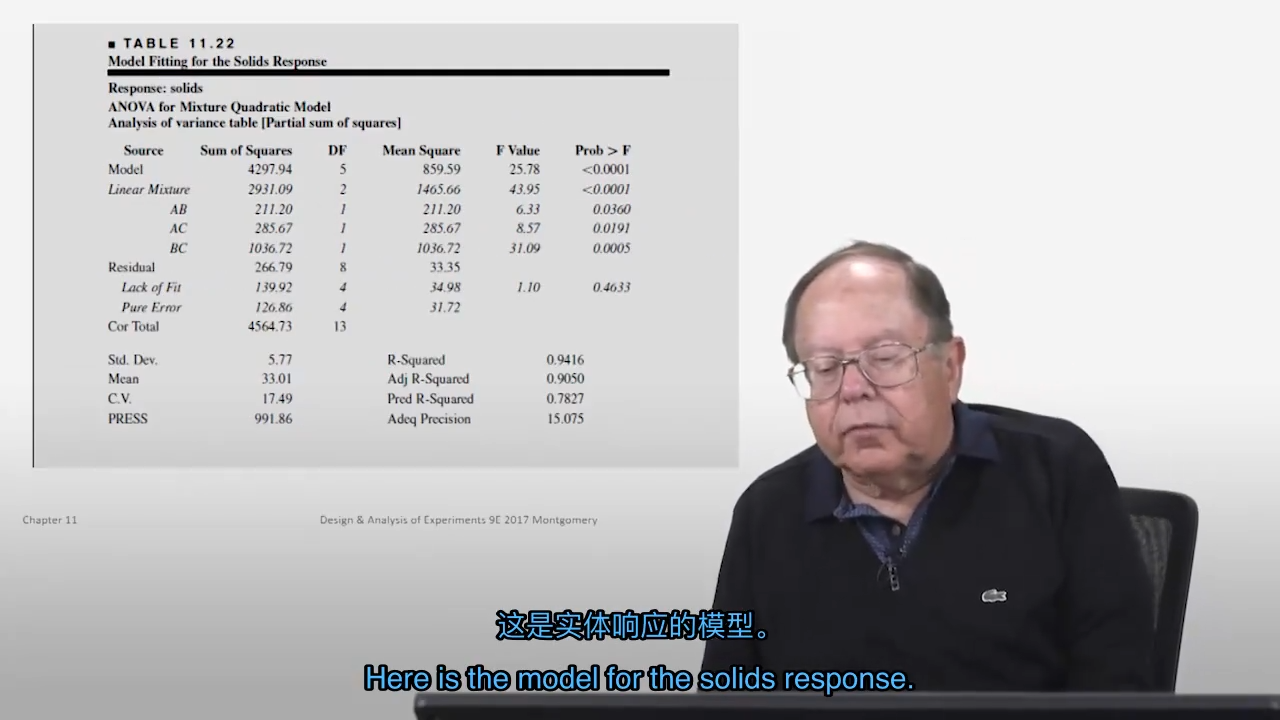 ■ TABLE 11.22
Model Fitting for the Solids Response
Response: solids
ANOVA for Mixture Quadratic Model
Analysis of variance table [Partial sum of squares]
Source Sum of Squares DF Mean Square F Value Prob > F
Model 4297.94 5 859.59 25.78 <0.0001
Linear Mixture 2931.09 2 1465.66 43.95 <0.0001
AB 211.20 1 211.20 6.33 0.0360
AC 285.67 1 285.67 8.57 0.0191
BC 1036.72 1 1036.72 31.09 0.0005
Residual 266.79 8 33.35
Lack of Fit 139.92 4 34.98 1.10 0.4633
Pure Error 126.86 4 31.72
Cor Total 4564.73 13
Std. Dev. 5.77 R-Squared 0.9416
Mean 33.01 Adj R-Squared 0.9050
C.V. 17.49 Pred R-Squared 0.7827
PRESS 991.86 Adeq Precision 15.075
Chapter 11 Design & Analysis of Experiments 9E 2017 Montgomery
这是实体响应的模型。
Here is the model for the solids response.